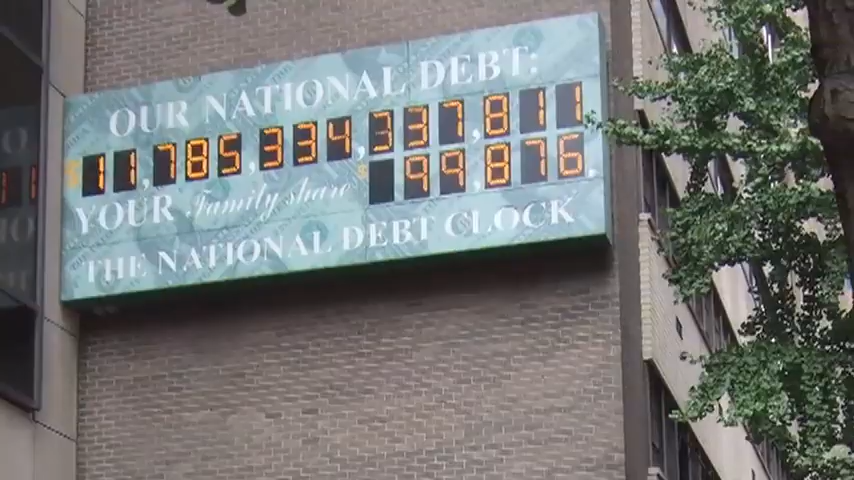 OUR NATIONAL DEBT:
$11,785,334,337,811
YOUR Family share $99,876.
THE NATIONAL DEBT CLOCK